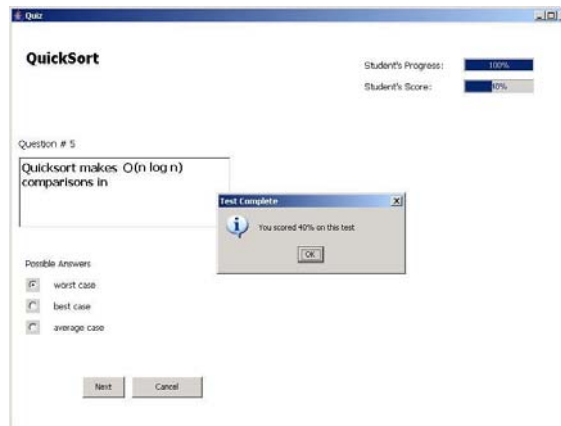 Quiz
QuickSort
Student's Progress:
100%
Student's Score:
40%
Question # 5
Quicksort makes O(n log n)
comparisons in
Test Complete
You scored 40% on this test
OK
Possible Answers
worst case
best case
average case
Next
Cancel